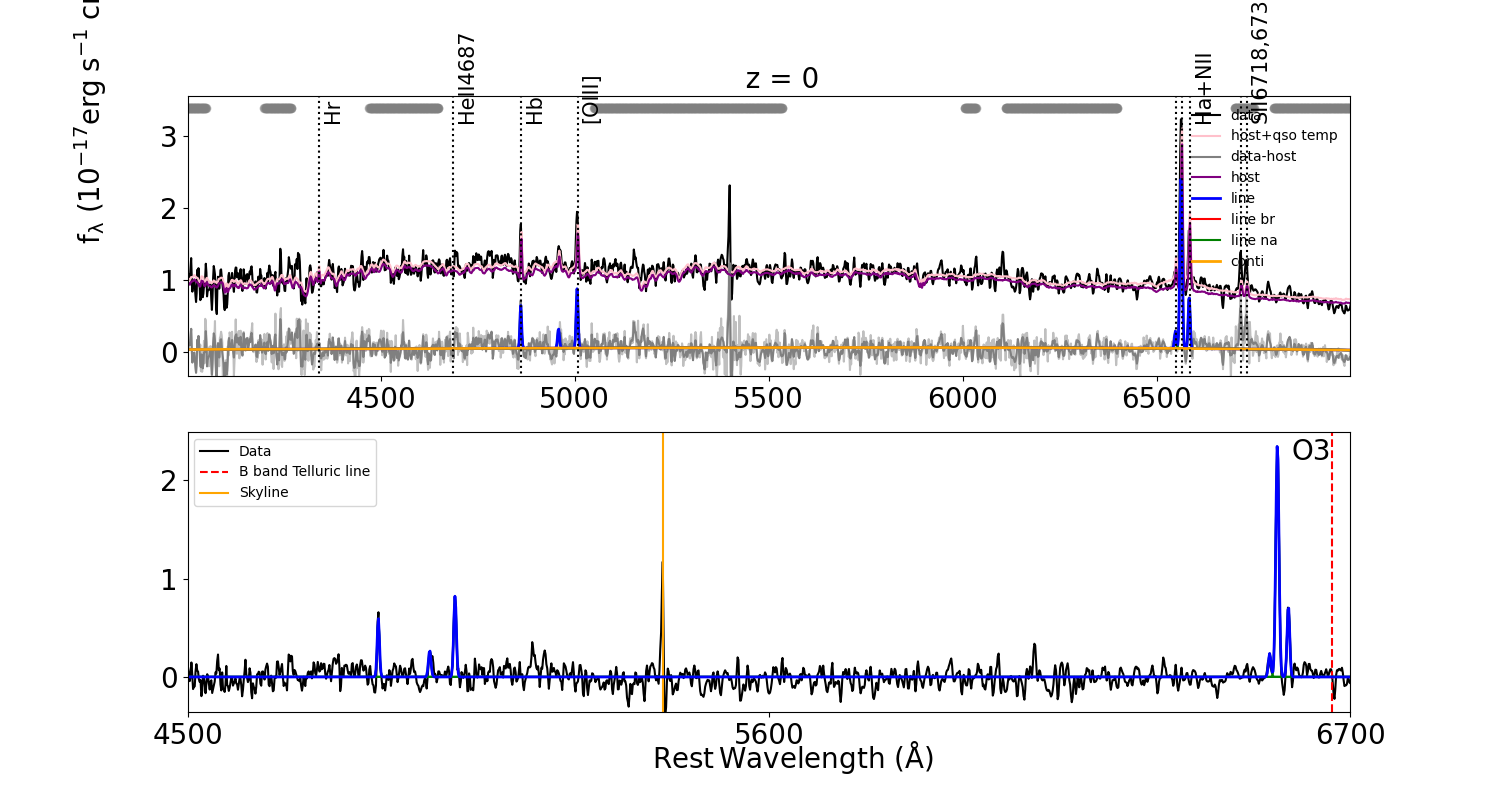 z = 0
f_λ (10^−17 erg s^−1 c
3
2
1
0
Hr
HeII4687
Hb
[OIII]
Ha+NII
SII6718,673
data
host+qso temp
data-host
host
line
line br
line na
conti
4500 5000 5500 6000 6500
Data
B band Telluric line
Skyline
O3
2
1
0
4500 5600 6700
Rest Wavelength (Å)